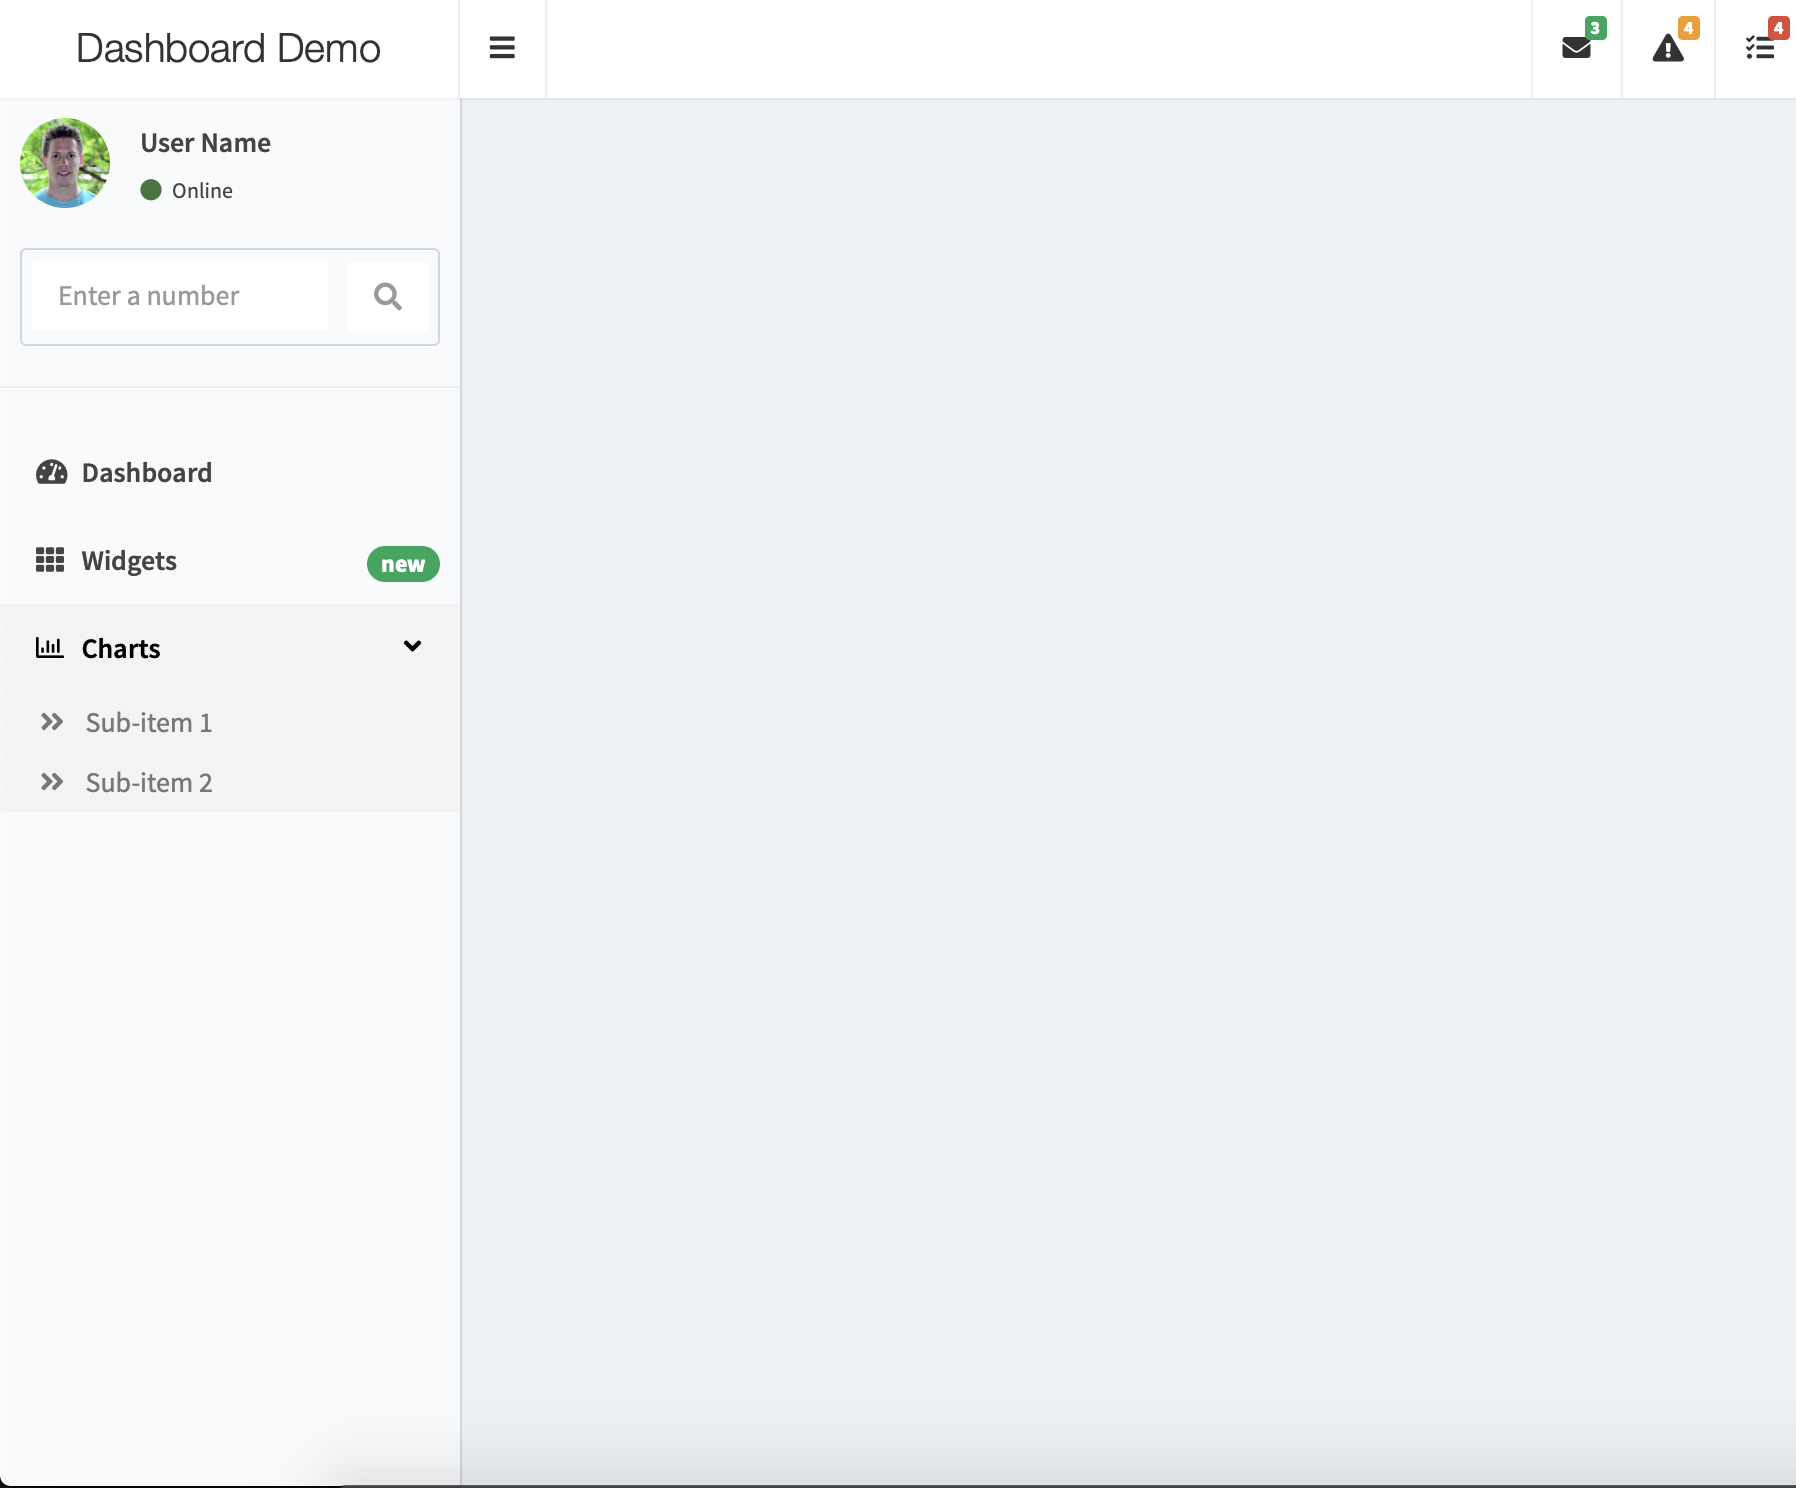 Dashboard Demo
3
4
4
User Name
Online
Enter a number
Dashboard
Widgets
new
Charts
Sub-item 1
Sub-item 2